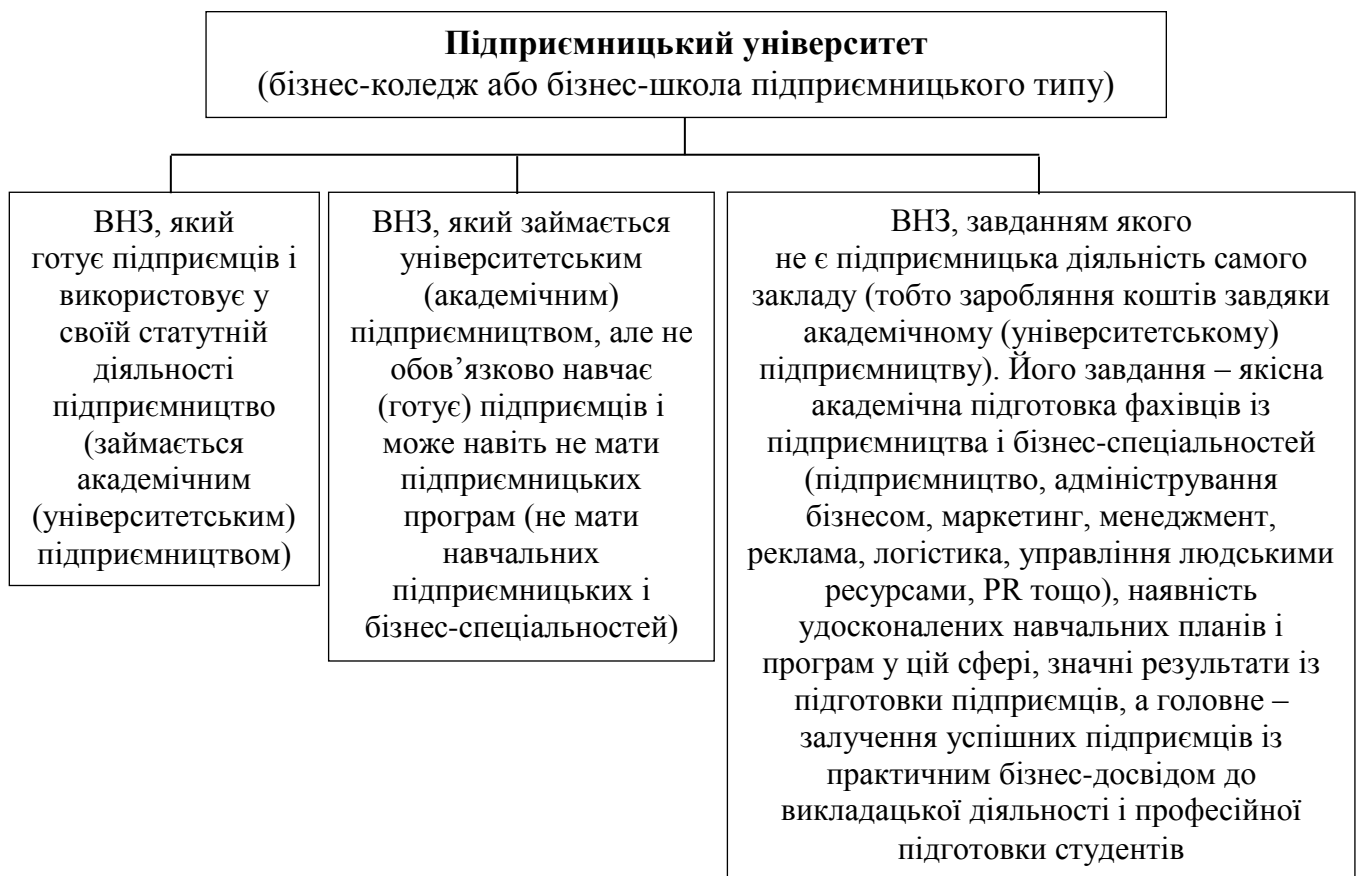 Підприємницький університет
(бізнес-коледж або бізнес-школа підприємницького типу)
ВНЗ, який
готує підприємців і
використовує у
своїй статутній
діяльності
підприємництво
(займається
академічним
(університетським)
підприємництвом)
ВНЗ, який займається
університетським
(академічним)
підприємництвом, але не
обов’язково навчає
(готує) підприємців і
може навіть не мати
підприємницьких
програм (не мати
навчальних
підприємницьких і
бізнес-спеціальностей)
ВНЗ, завданням якого
не є підприємницька діяльність самого
закладу (тобто заробляння коштів завдяки
академічному (університетському)
підприємництву). Його завдання – якісна
академічна підготовка фахівців із
підприємництва і бізнес-спеціальностей
(підприємництво, адміністрування
бізнесом, маркетинг, менеджмент,
реклама, логістика, управління людськими
ресурсами, PR тощо), наявність
удосконалених навчальних планів і
програм у цій сфері, значні результати із
підготовки підприємців, а головне –
залучення успішних підприємців із
практичним бізнес-досвідом до
викладацької діяльності і професійної
підготовки студентів